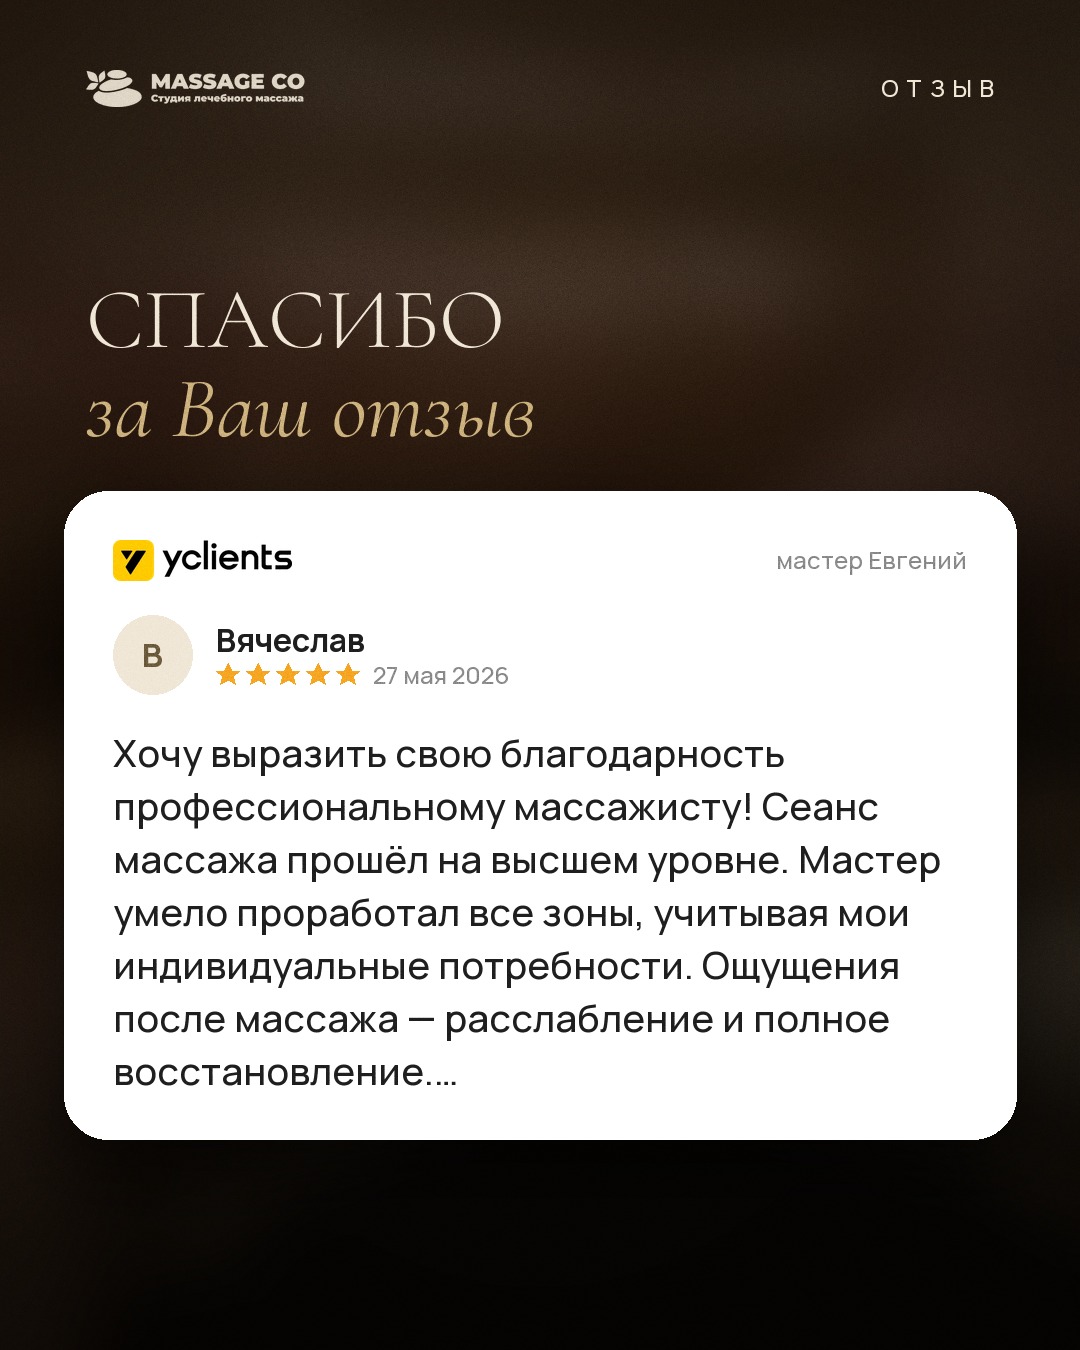 MASSAGE CO
Студия лечебного массажа
ОТЗЫВ
СПАСИБО
за Ваш отзыв
yclients
мастер Евгений
В
Вячеслав
27 мая 2026
Хочу выразить свою благодарность
профессиональному массажисту! Сеанс
массажа прошёл на высшем уровне. Мастер
умело проработал все зоны, учитывая мои
индивидуальные потребности. Ощущения
после массажа — расслабление и полное
восстановление.…